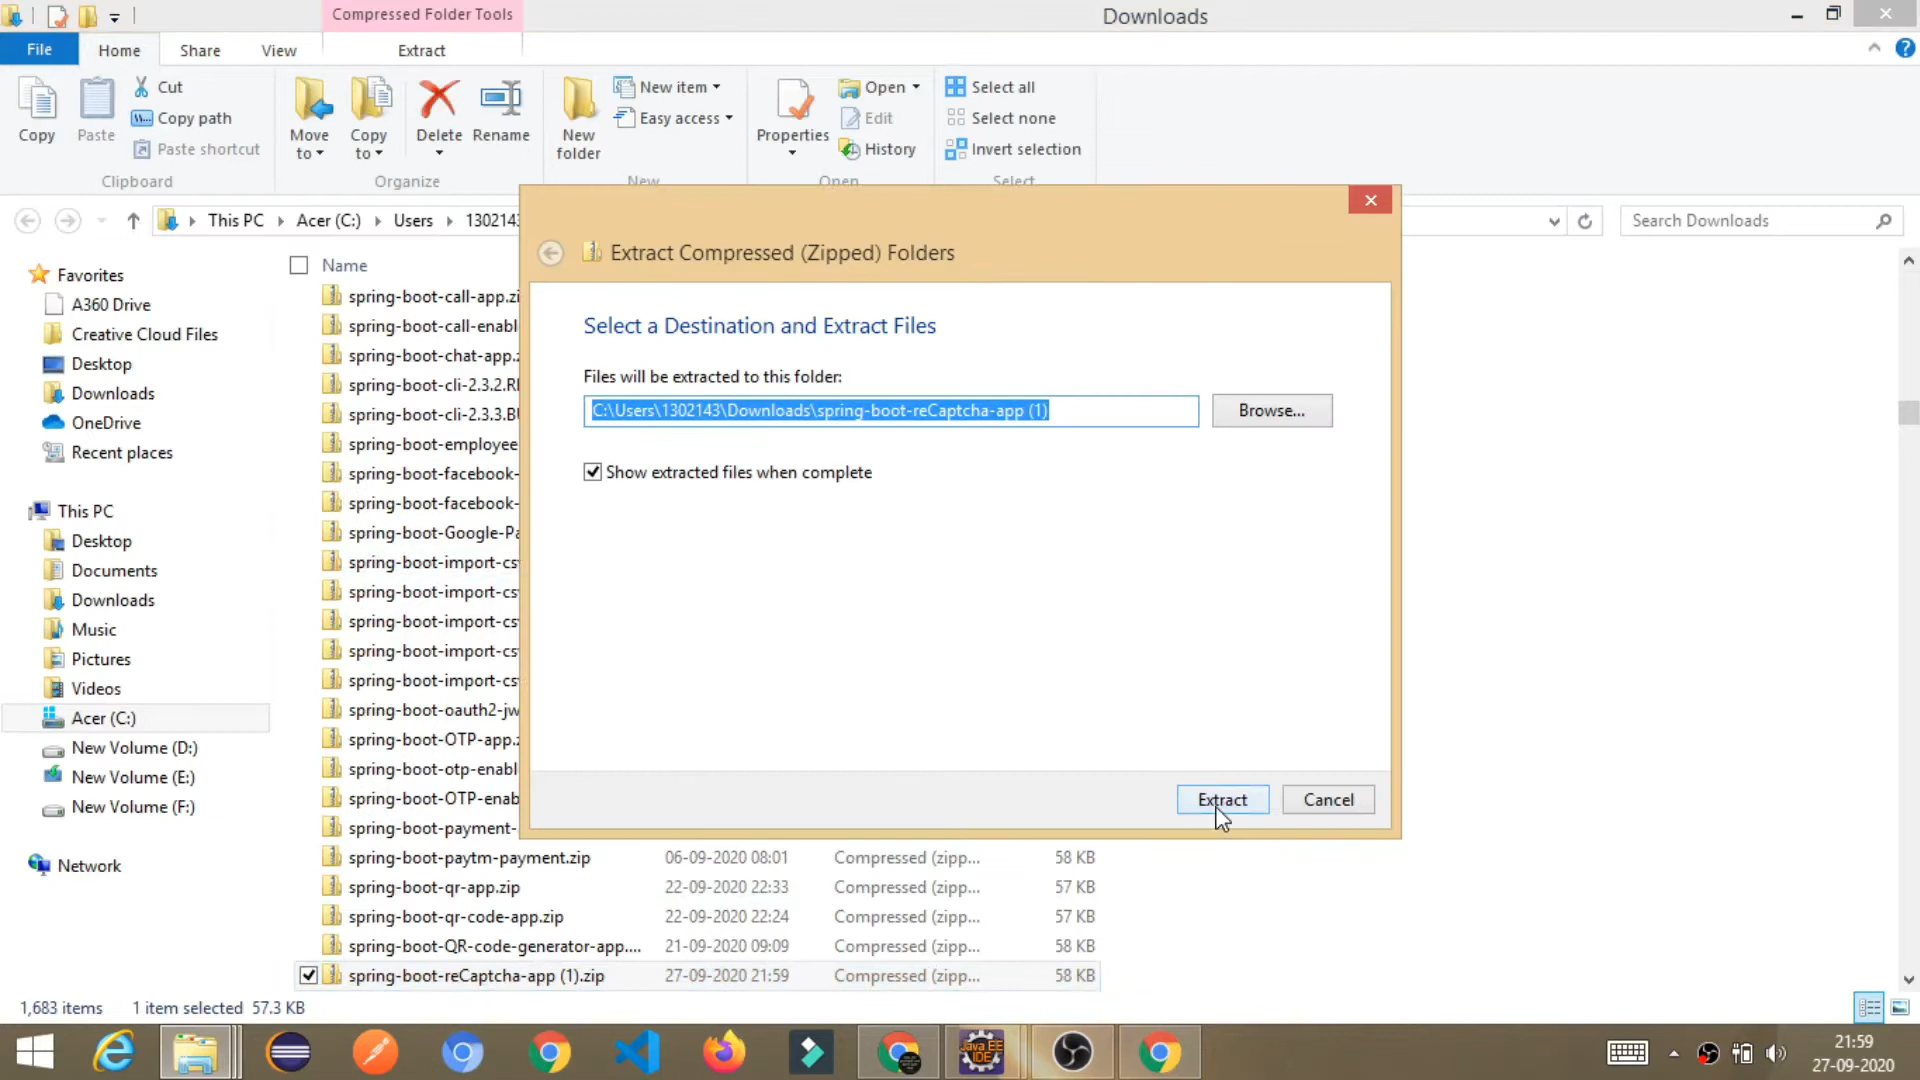 Compressed Folder Tools
Downloads
File
Home
Share
View
Extract
Copy
Paste
Cut
Copy path
Paste shortcut
Clipboard
Move to
Copy to
Delete
Rename
Organize
New folder
New item
Easy access
New
Properties
Open
Edit
History
Open
Select all
Select none
Invert selection
Select
This PC
Acer (C:)
Users
1302143
Search Downloads
Favorites
A360 Drive
Creative Cloud Files
Desktop
Downloads
OneDrive
Recent places
This PC
Desktop
Documents
Downloads
Music
Pictures
Videos
Acer (C:)
New Volume (D:)
New Volume (E:)
New Volume (F:)
Network
Name
spring-boot-call-app.zi
spring-boot-call-enabl
spring-boot-chat-app.z
spring-boot-cli-2.3.2.RI
spring-boot-cli-2.3.3.BU
spring-boot-employee
spring-boot-facebook-
spring-boot-facebook-
spring-boot-Google-Pa
spring-boot-import-csv
spring-boot-import-csv
spring-boot-import-csv
spring-boot-import-csv
spring-boot-import-csv
spring-boot-oauth2-jw
spring-boot-OTP-app.z
spring-boot-otp-enabl
spring-boot-OTP-enab
spring-boot-payment-
spring-boot-paytm-payment.zip 06-09-2020 08:01 Compressed (zipp... 58 KB
spring-boot-qr-app.zip 22-09-2020 22:33 Compressed (zipp... 57 KB
spring-boot-qr-code-app.zip 22-09-2020 22:24 Compressed (zipp... 57 KB
spring-boot-QR-code-generator-app.... 21-09-2020 09:09 Compressed (zipp... 58 KB
spring-boot-reCaptcha-app (1).zip 27-09-2020 21:59 Compressed (zipp... 58 KB
Extract Compressed (Zipped) Folders
Select a Destination and Extract Files
Files will be extracted to this folder:
C:\Users\1302143\Downloads\spring-boot-reCaptcha-app (1)
Browse...
Show extracted files when complete
Extract
Cancel
1,683 items 1 item selected 57.3 KB
Java EE
IDE
21:59
27-09-2020